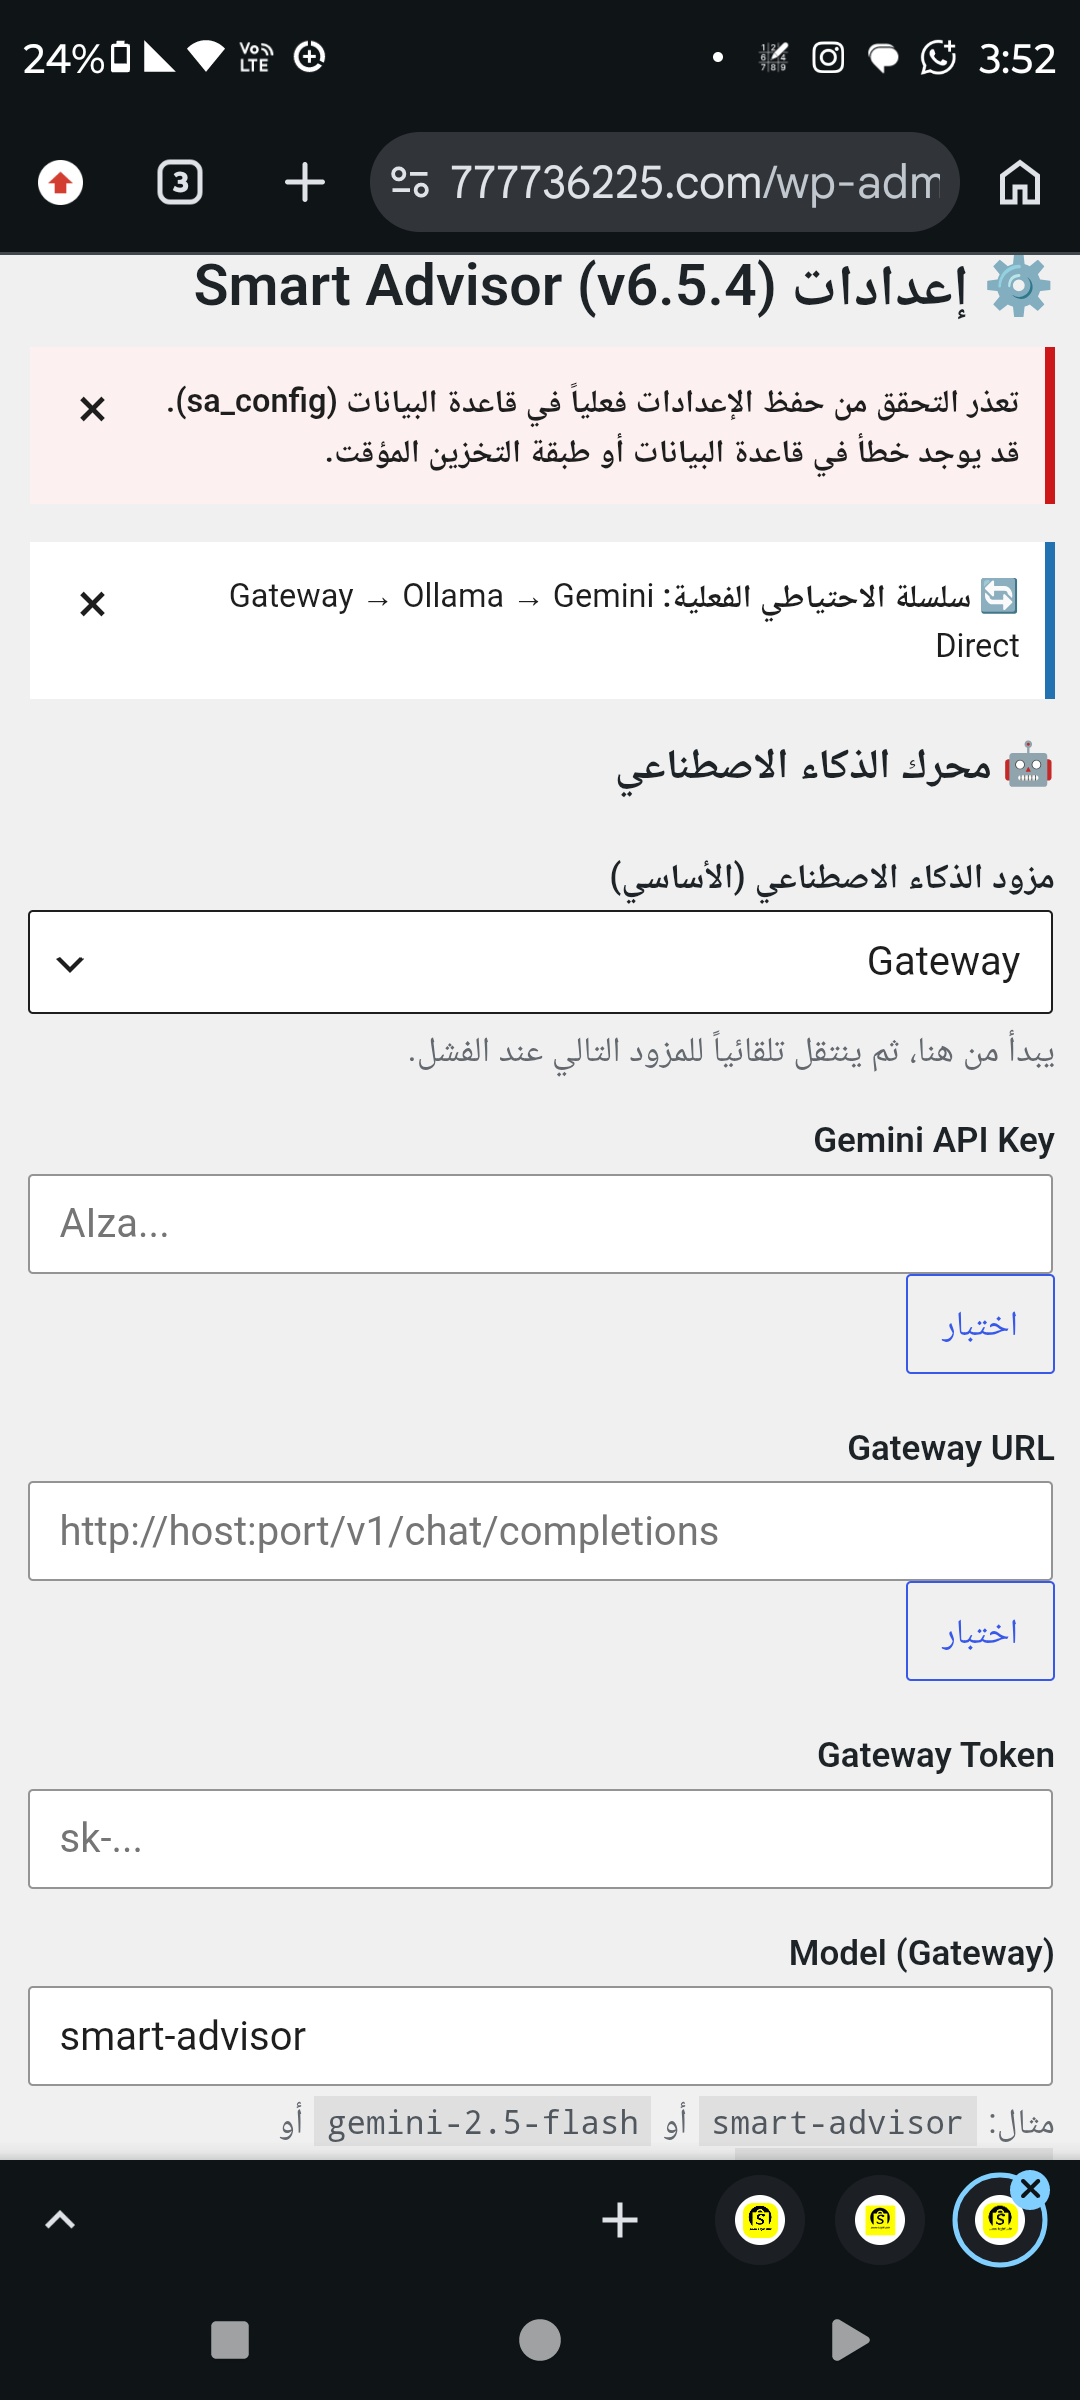 24%
VoLTE
3:52
3
777736225.com/wp-adm
⚙️ إعدادات Smart Advisor (v6.5.4)
تعذر التحقق من حفظ الإعدادات فعلياً في قاعدة البيانات (sa_config).
قد يوجد خطأ في قاعدة البيانات أو طبقة التخزين المؤقت.
🔄 سلسلة الاحتياطي الفعلية: Gateway → Ollama → Gemini
Direct
🤖 محرك الذكاء الاصطناعي
مزود الذكاء الاصطناعي (الأساسي)
Gateway
يبدأ من هنا، ثم ينتقل تلقائياً للمزود التالي عند الفشل.
Gemini API Key
AIza...
اختبار
Gateway URL
http://host:port/v1/chat/completions
اختبار
Gateway Token
sk-...
Model (Gateway)
smart-advisor
مثال: smart-advisor أو gemini-2.5-flash أو